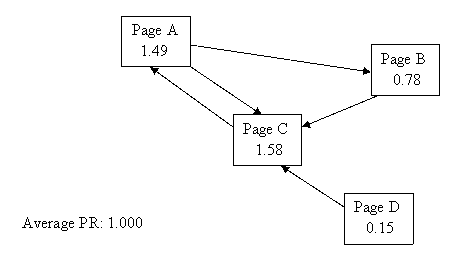 Page A
1.49
Page B
0.78
Page C
1.58
Page D
0.15
Average PR: 1.000